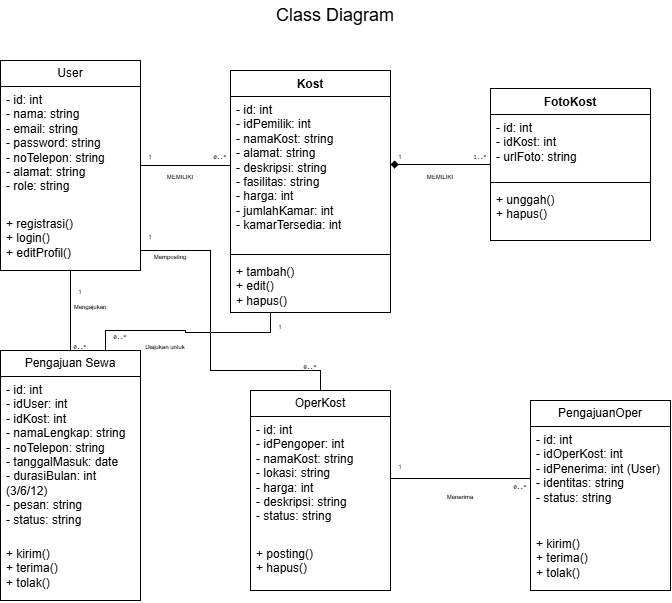 Class Diagram
User
- id: int
- nama: string
- email: string
- password: string
- noTelepon: string
- alamat: string
- role: string
+ registrasi()
+ login()
+ editProfil()
1
0..*
MEMILIKI
Kost
- id: int
- idPemilik: int
- namaKost: string
- alamat: string
- deskripsi: string
- fasilitas: string
- harga: int
- jumlahKamar: int
- kamarTersedia: int
+ tambah()
+ edit()
+ hapus()
1
1..*
MEMILIKI
FotoKost
- id: int
- idKost: int
- urlFoto: string
+ unggah()
+ hapus()
1
Memposting
0..*
1
Mengajukan
0..*
1
0..*
Diajukan untuk
Pengajuan Sewa
- id: int
- idUser: int
- idKost: int
- namaLengkap: string
- noTelepon: string
- tanggalMasuk: date
- durasiBulan: int
(3/6/12)
- pesan: string
- status: string
+ kirim()
+ terima()
+ tolak()
OperKost
- id: int
- idPengoper: int
- namaKost: string
- lokasi: string
- harga: int
- deskripsi: string
- status: string
+ posting()
+ hapus()
1
0..*
Menerima
PengajuanOper
- id: int
- idOperKost: int
- idPenerima: int (User)
- identitas: string
- status: string
+ kirim()
+ terima()
+ tolak()